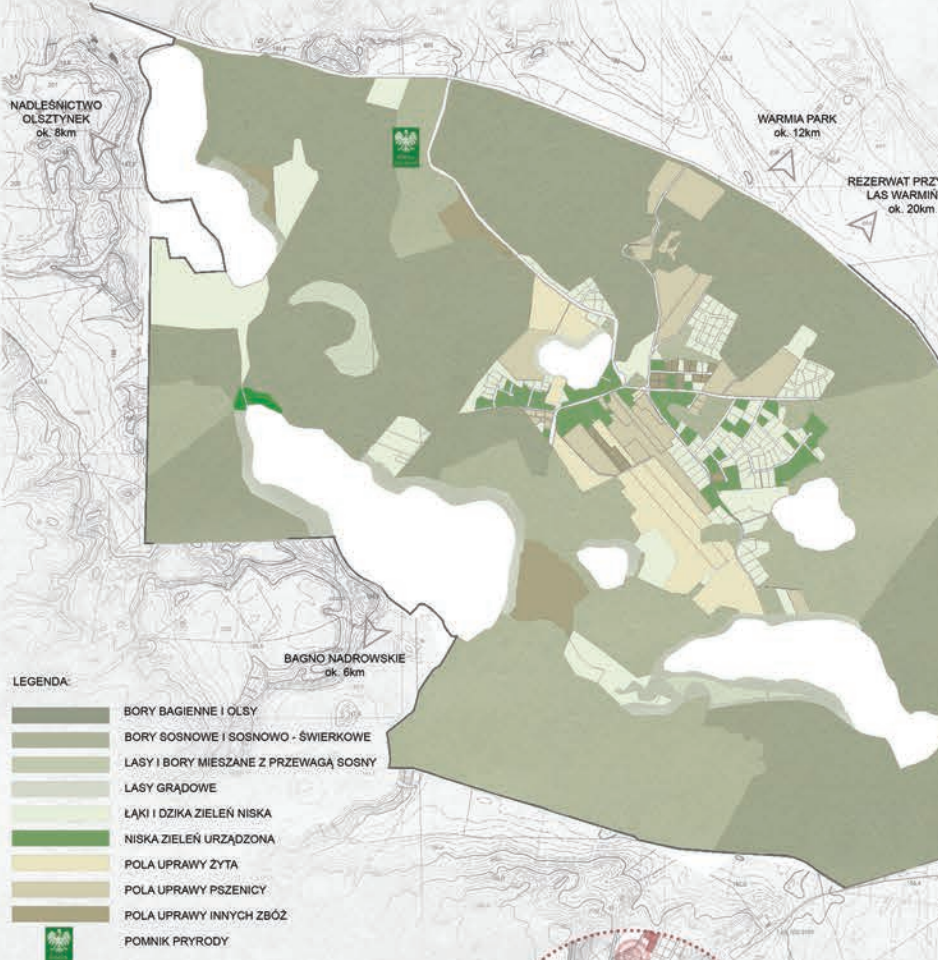 NADLEŚNICTWO
OLSZTYNEK
ok. 8km
WARMIA PARK
ok. 12km
REZERWAT PRZY
LAS WARMIŃ
ok. 20km
BAGNO NADROWSKIE
ok. 6km
LEGENDA:
BORY BAGIENNE I OLSY
BORY SOSNOWE I SOSNOWO - ŚWIERKOWE
LASY I BORY MIESZANE Z PRZEWAGĄ SOSNY
LASY GRĄDOWE
ŁĄKI I DZIKA ZIELEŃ NISKA
NISKA ZIELEŃ URZĄDZONA
POLA UPRAWY ŻYTA
POLA UPRAWY PSZENICY
POLA UPRAWY INNYCH ZBÓŻ
POMNIK PRYRODY